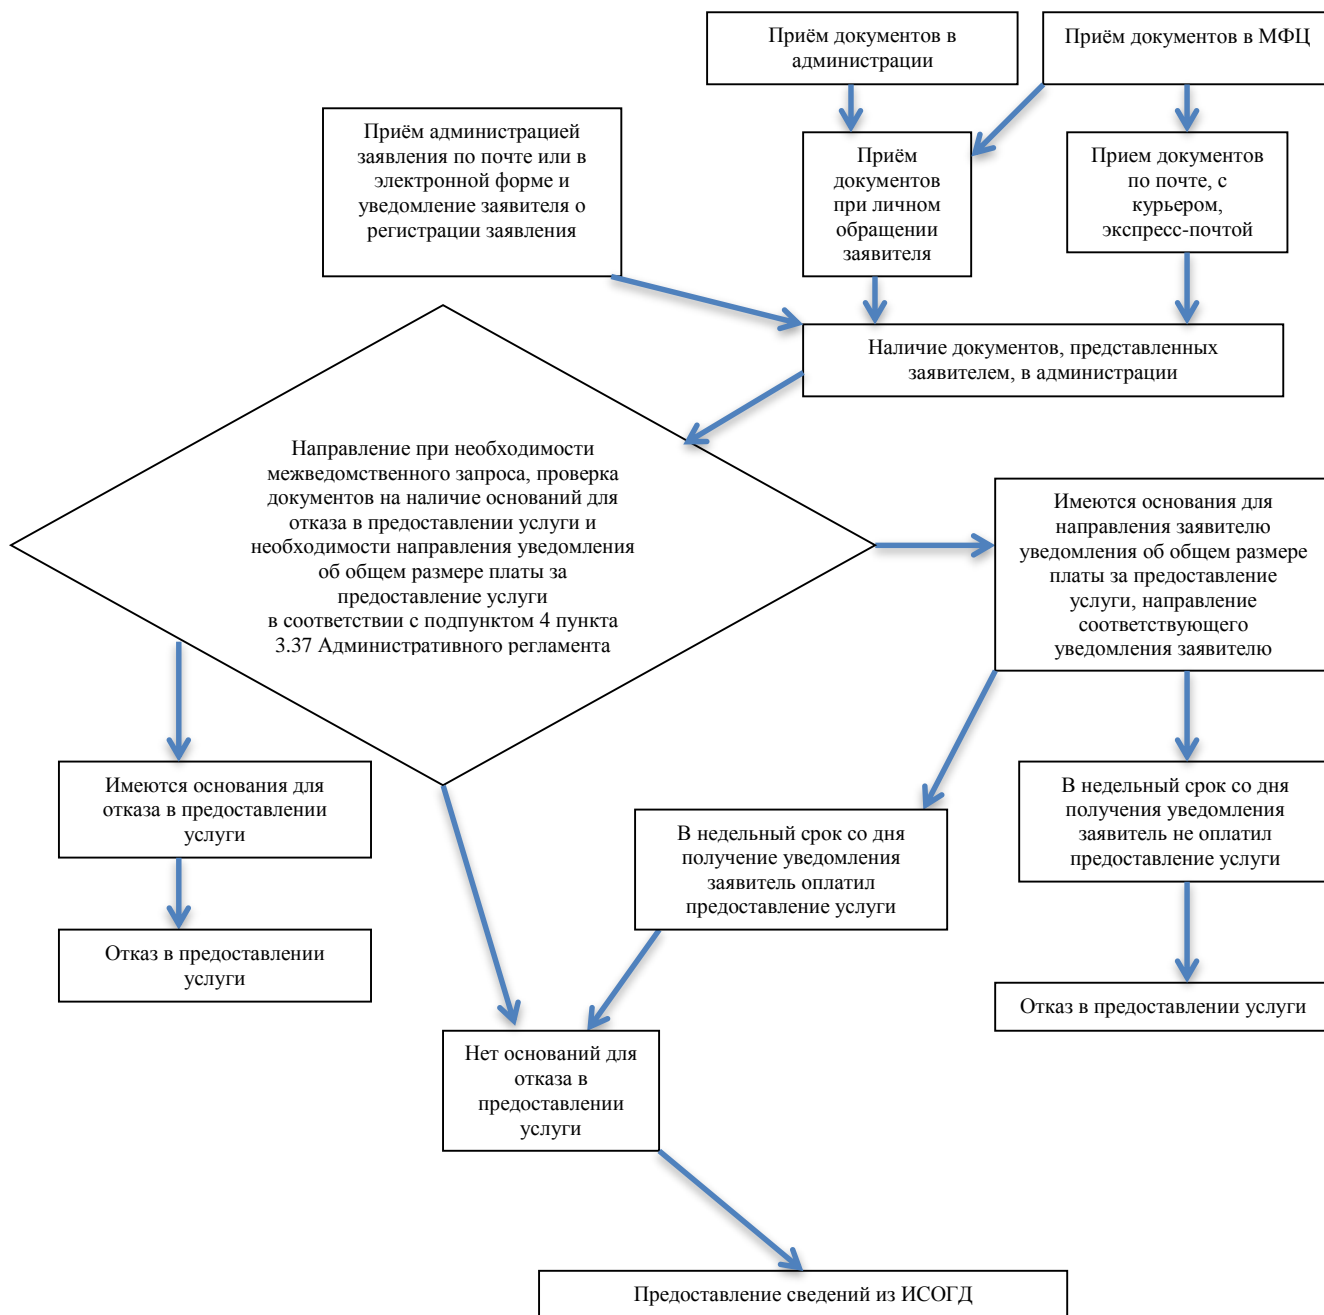 Приём документов в
администрации
Приём документов в МФЦ
Приём администрацией
заявления по почте или в
электронной форме и
уведомление заявителя о
регистрации заявления
Приём
документов
при личном
обращении
заявителя
Прием документов
по почте, с
курьером,
экспресс-почтой
Наличие документов, представленных
заявителем, в администрации
Направление при необходимости
межведомственного запроса, проверка
документов на наличие оснований для
отказа в предоставлении услуги и
необходимости направления уведомления
об общем размере платы за
предоставление услуги
в соответствии с подпунктом 4 пункта
3.37 Административного регламента
Имеются основания для
направления заявителю
уведомления об общем размере
платы за предоставление
услуги, направление
соответствующего
уведомления заявителю
Имеются основания для
отказа в предоставлении
услуги
В недельный срок со дня
получение уведомления
заявитель оплатил
предоставление услуги
В недельный срок со дня
получения уведомления
заявитель не оплатил
предоставление услуги
Отказ в предоставлении
услуги
Отказ в предоставлении услуги
Нет оснований для
отказа в
предоставлении
услуги
Предоставление сведений из ИСОГД